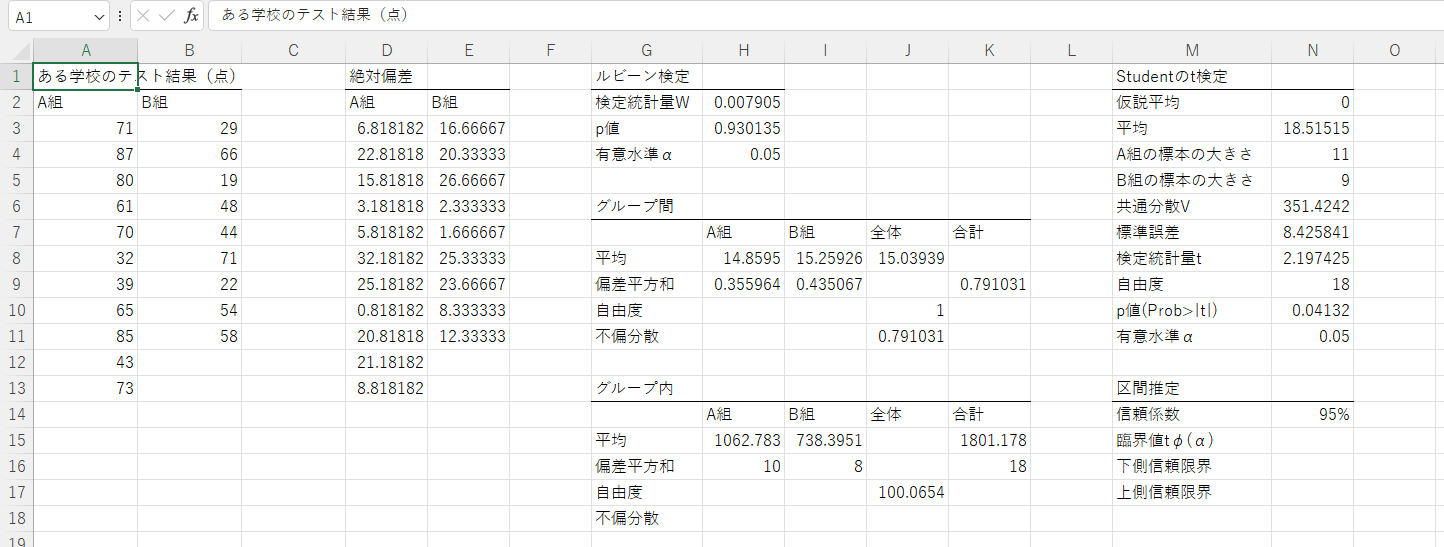 A1 fx ある学校のテスト結果（点）
A B C D E F G H I J K L M N O
1 ある学校のテスト結果（点） 絶対偏差 ルビーン検定 Studentのt検定
2 A組 B組 A組 B組 検定統計量W 0.007905 仮説平均 0
3 71 29 6.818182 16.66667 p値 0.930135 平均 18.51515
4 87 66 22.81818 20.33333 有意水準α 0.05 A組の標本の大きさ 11
5 80 19 15.81818 26.66667 B組の標本の大きさ 9
6 61 48 3.181818 2.333333 グループ間 共通分散V 351.4242
7 70 44 5.818182 1.666667 A組 B組 全体 合計 標準誤差 8.425841
8 32 71 32.18182 25.33333 平均 14.8595 15.25926 15.03939 検定統計量t 2.197425
9 39 22 25.18182 23.66667 偏差平方和 0.355964 0.435067 0.791031 自由度 18
10 65 54 0.818182 8.333333 自由度 1 p値(Prob>|t|) 0.04132
11 85 58 20.81818 12.33333 不偏分散 0.791031 有意水準α 0.05
12 43 21.18182
13 73 8.818182 グループ内 区間推定
14 A組 B組 全体 合計 信頼係数 95%
15 平均 1062.783 738.3951 1801.178 臨界値tφ(α)
16 偏差平方和 10 8 18 下側信頼限界
17 自由度 100.0654 上側信頼限界
18 不偏分散
19